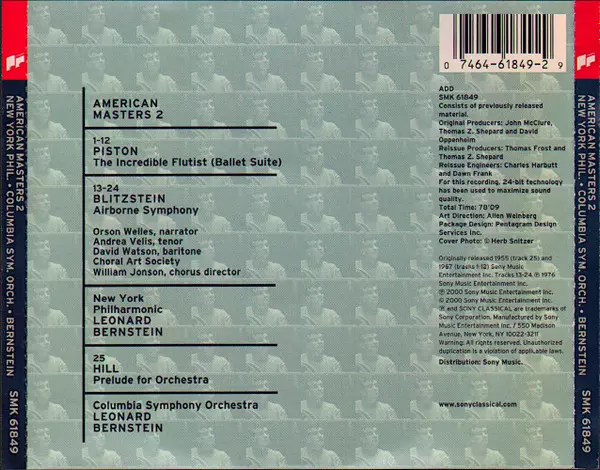 AMERICAN MASTERS 2
NEW YORK PHIL. • COLUMBIA SYM. ORCH. • BERNSTEIN
SMK 61849
AMERICAN
MASTERS 2
1-12
PISTON
The Incredible Flutist (Ballet Suite)
13-24
BLITZSTEIN
Airborne Symphony
Orson Welles, narrator
Andrea Velis, tenor
David Watson, baritone
Choral Art Society
William Jonson, chorus director
New York
Philharmonic
LEONARD
BERNSTEIN
25
HILL
Prelude for Orchestra
Columbia Symphony Orchestra
LEONARD
BERNSTEIN
0 7464-61849-2 9
ADD
SMK 61849
Consists of previously released
material.
Original Producers: John McClure,
Thomas Z. Shepard and David
Oppenheim
Reissue Producers: Thomas Frost and
Thomas Z. Shepard
Reissue Engineers: Charles Harbutt
and Dawn Frank
For this recording, 24-bit technology
has been used to maximize sound
quality.
Total Time: 78'09
Art Direction: Allen Weinberg
Package Design: Pentagram Design
Services Inc.
Cover Photo: © Herb Snitzer
Originally released 1955 (track 25) and
1967 (tracks 1-12) Sony Music
Entertainment Inc. Tracks 13-24 ℗ 1976
Sony Music Entertainment Inc.
℗ 2000 Sony Music Entertainment Inc.
© 2000 Sony Music Entertainment Inc.
and SONY CLASSICAL are trademarks of
Sony Corporation. Manufactured by Sony
Music Entertainment Inc. / 550 Madison
Avenue, New York, NY 10022-3211
Warning: All rights reserved. Unauthorized
duplication is a violation of applicable laws.
Distribution: Sony Music.
www.sonyclassical.com
AMERICAN MASTERS 2
NEW YORK PHIL. • COLUMBIA SYM. ORCH. • BERNSTEIN
SMK 61849